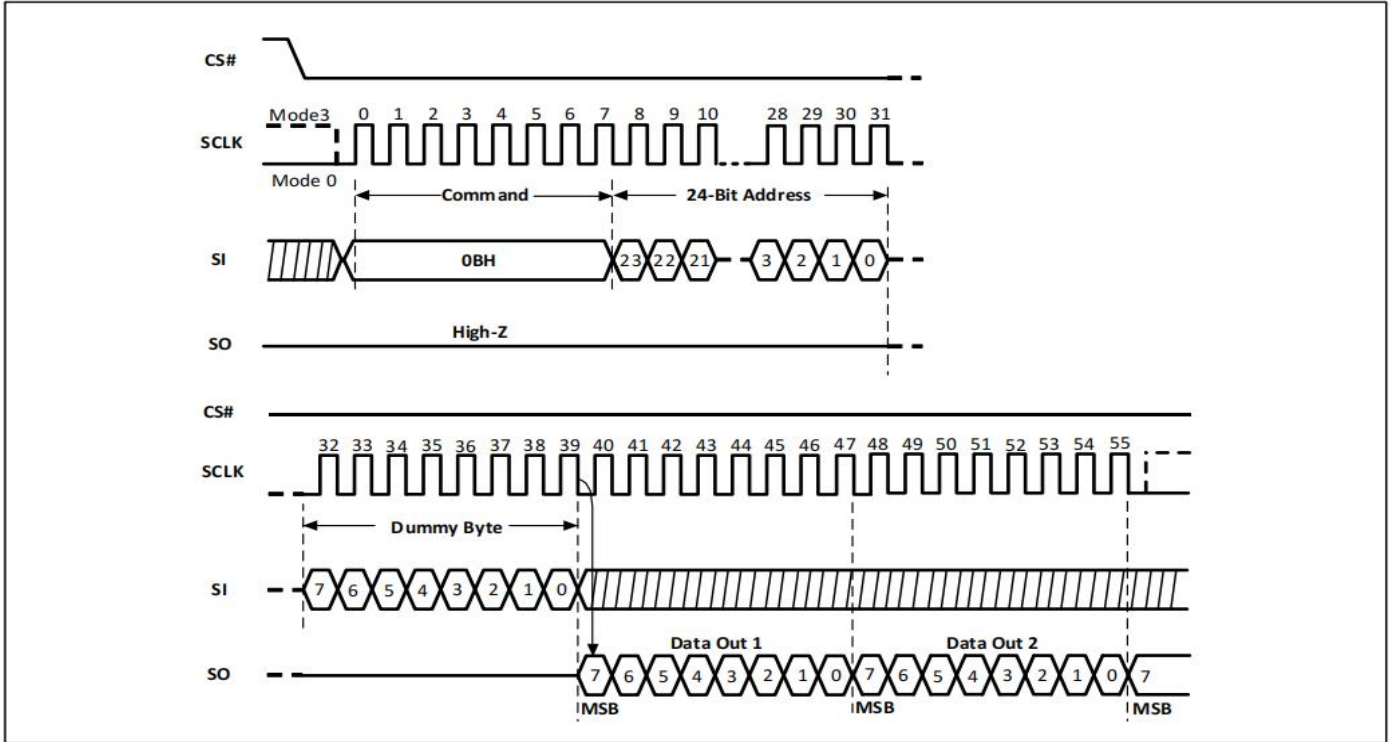 CS#
Mode3 0 1 2 3 4 5 6 7 8 9 10 28 29 30 31
SCLK
Mode 0
Command 24-Bit Address
SI 0BH 23 22 21 3 2 1 0
High-Z
SO
CS#
32 33 34 35 36 37 38 39 40 41 42 43 44 45 46 47 48 49 50 51 52 53 54 55
SCLK
Dummy Byte
SI 7 6 5 4 3 2 1 0
Data Out 1 Data Out 2
SO 7 6 5 4 3 2 1 0 7 6 5 4 3 2 1 0 7
MSB MSB MSB